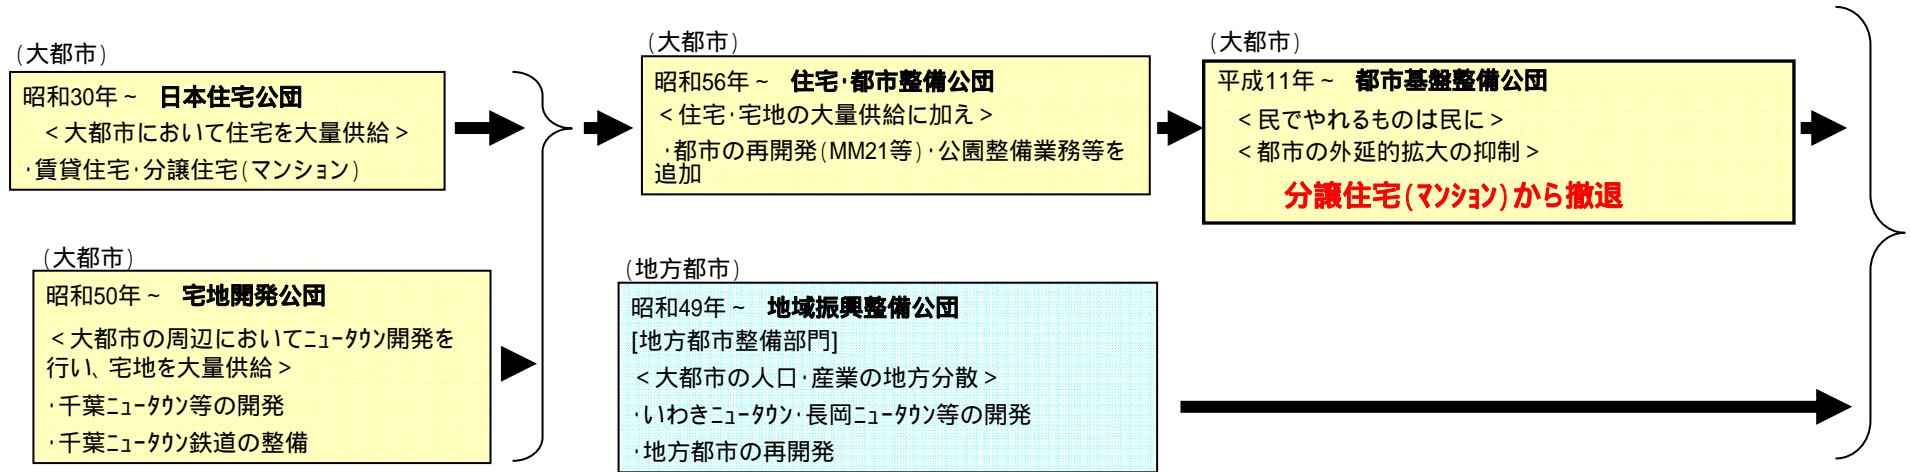 (大都市)
昭和30年~ 日本住宅公団
<大都市において住宅を大量供給>
・賃貸住宅・分譲住宅(マンション)
(大都市)
昭和50年~ 宅地開発公団
<大都市の周辺においてﾆｭｰﾀｳﾝ開発を
行い、宅地を大量供給>
・千葉ﾆｭｰﾀｳﾝ等の開発
・千葉ﾆｭｰﾀｳﾝ鉄道の整備
(大都市)
昭和56年~ 住宅・都市整備公団
<住宅・宅地の大量供給に加え>
・都市の再開発(MM21等)・公園整備業務等を
追加
(地方都市)
昭和49年~ 地域振興整備公団
[地方都市整備部門]
<大都市の人口・産業の地方分散>
・いわきﾆｭｰﾀｳﾝ・長岡ﾆｭｰﾀｳﾝ等の開発
・地方都市の再開発
(大都市)
平成11年~ 都市基盤整備公団
<民でやれるものは民に>
<都市の外延的拡大の抑制>
分譲住宅(ﾏﾝｼｮﾝ)から撤退